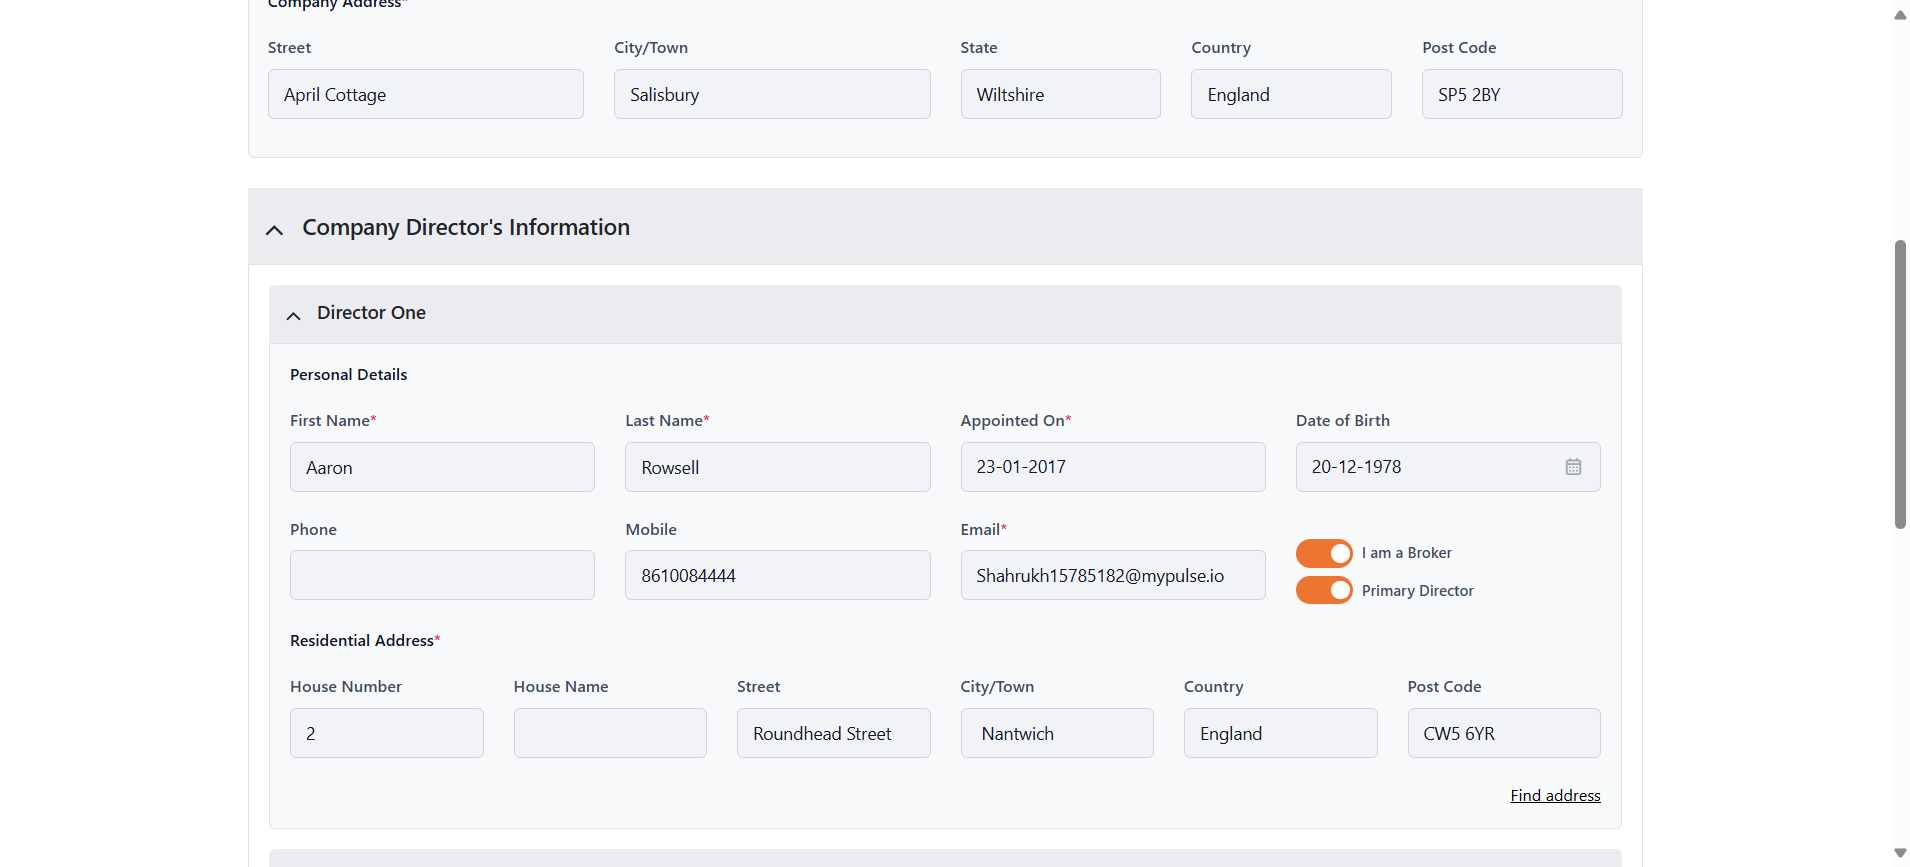 Company Address*
Street City/Town State Country Post Code
April Cottage Salisbury Wiltshire England SP5 2BY
Company Director's Information
Director One
Personal Details
First Name* Last Name* Appointed On* Date of Birth
Aaron Rowsell 23-01-2017 20-12-1978
Phone Mobile Email*
I am a Broker
8610084444 Shahrukh15785182@mypulse.io
Primary Director
Residential Address*
House Number House Name Street City/Town Country Post Code
2 Roundhead Street Nantwich England CW5 6YR
Find address